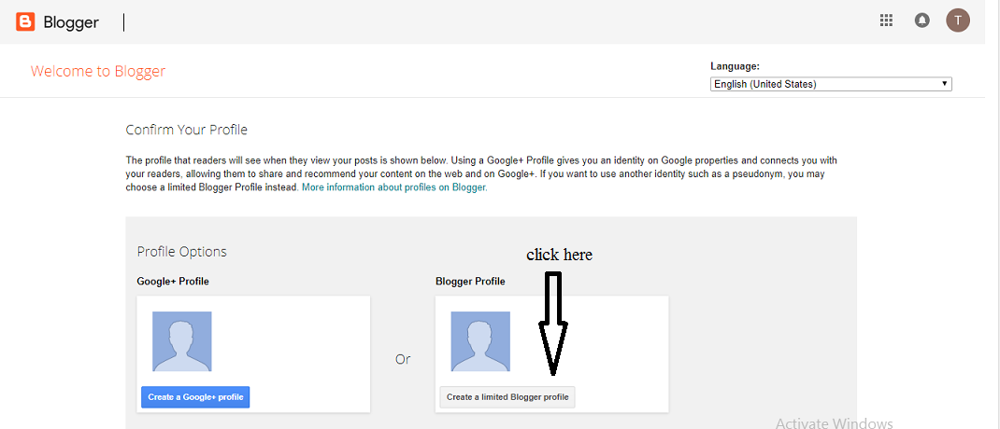 Blogger
T
Welcome to Blogger
Language:
English (United States)
Confirm Your Profile
The profile that readers will see when they view your posts is shown below. Using a Google+ Profile gives you an identity on Google properties and connects you with
your readers, allowing them to share and recommend your content on the web and on Google+. If you want to use another identity such as a pseudonym, you may
choose a limited Blogger Profile instead. More information about profiles on Blogger.
Profile Options
click here
Google+ Profile
Blogger Profile
Or
Create a Google+ profile
Create a limited Blogger profile
Activate Windows